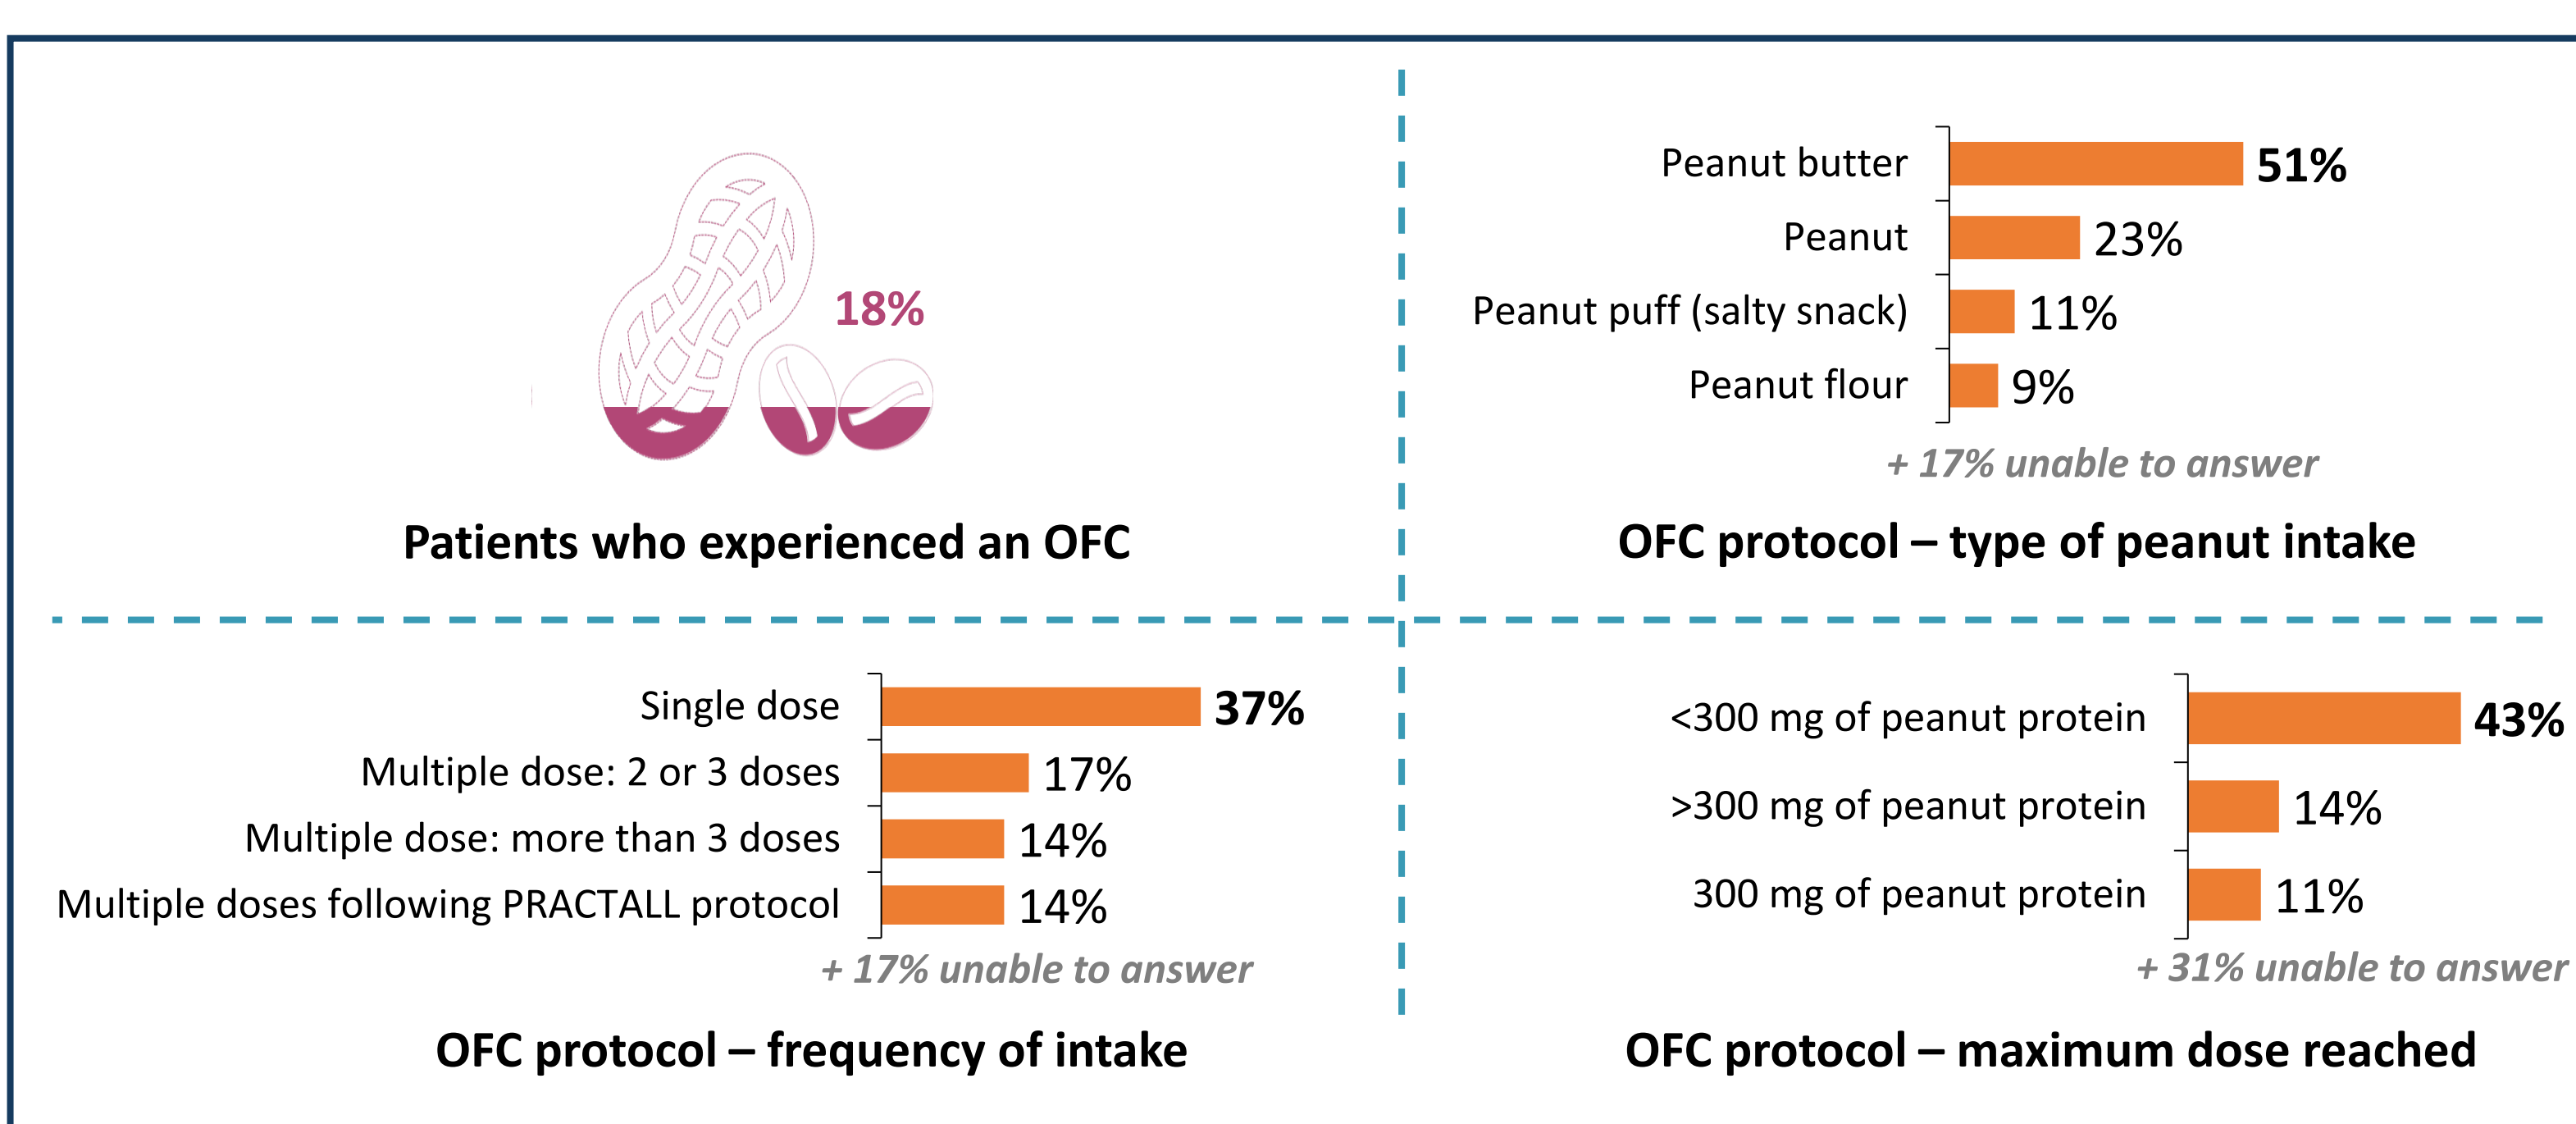 18%
Patients who experienced an OFC
Peanut butter 51%
Peanut 23%
Peanut puff (salty snack) 11%
Peanut flour 9%
+ 17% unable to answer
OFC protocol – type of peanut intake
Single dose 37%
Multiple dose: 2 or 3 doses 17%
Multiple dose: more than 3 doses 14%
Multiple doses following PRACTALL protocol 14%
+ 17% unable to answer
OFC protocol – frequency of intake
<300 mg of peanut protein 43%
>300 mg of peanut protein 14%
300 mg of peanut protein 11%
+ 31% unable to answer
OFC protocol – maximum dose reached